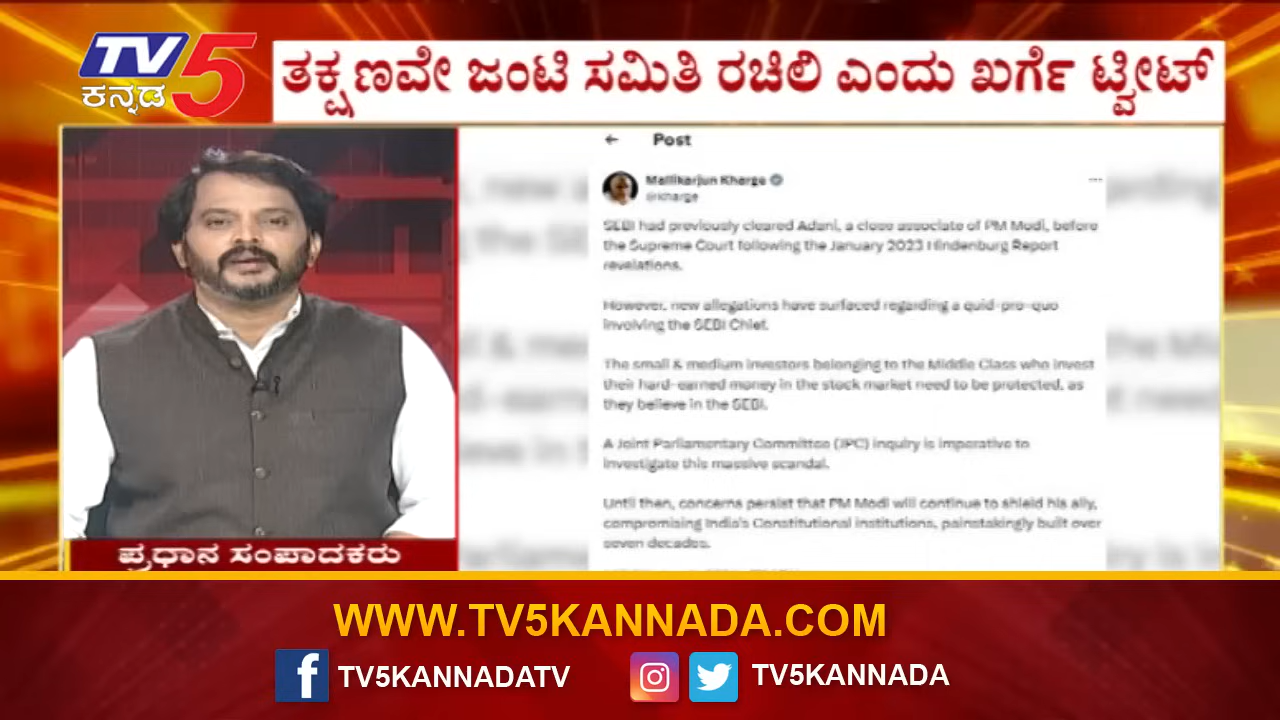 TV5
ಕನ್ನಡ
ತಕ್ಷಣವೇ ಜಂಟಿ ಸಮಿತಿ ರಚಿಲಿ ಎಂದು ಖರ್ಗೆ ಟ್ವೀಟ್
Post
Mallikarjun Kharge
@kharge
SEBI had previously cleared Adani, a close associate of PM Modi, before
the Supreme Court following the January 2023 Hindenburg Report
revelations.
However, new allegations have surfaced regarding a quid-pro-quo
involving the SEBI Chief.
The small & medium investors belonging to the Middle Class who invest
their hard-earned money in the stock market need to be protected, as
they believe in the SEBI.
A Joint Parliamentary Committee (JPC) inquiry is imperative to
investigate this massive scandal.
Until then, concerns persist that PM Modi will continue to shield his ally,
compromising India's Constitutional institutions, painstakingly built over
seven decades.
ಪ್ರಧಾನ ಸಂಪಾದಕರು
WWW.TV5KANNADA.COM
f TV5KANNADATV
TV5KANNADA